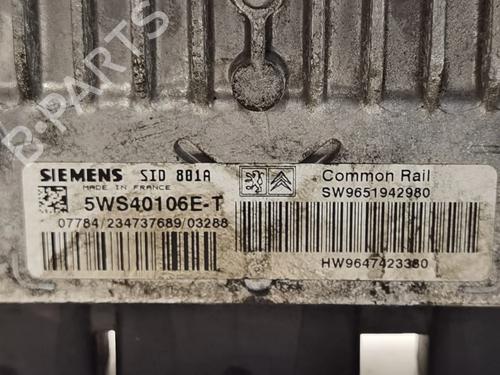 B-PARTS
SIEMENS SID 801A
MADE IN FRANCE
5WS40106E-T
07784/234737689/03288
Common Rail
SW9651942980
HW9647423380